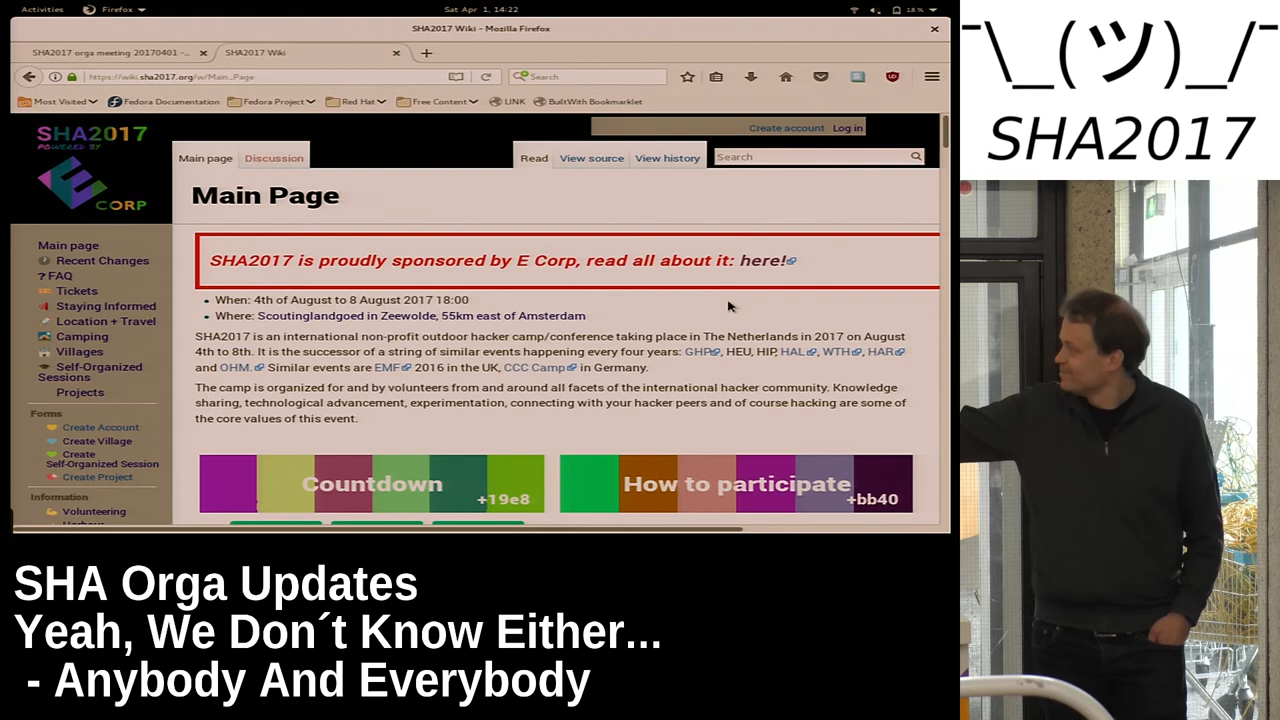 Activities Firefox Sat Apr 1, 14:22 18 %
SHA2017 Wiki - Mozilla Firefox
SHA2017 orga meeting 20170401 -... SHA2017 Wiki
https://wiki.sha2017.org/w/Main_Page Search
Most Visited Fedora Documentation Fedora Project Red Hat Free Content LINK BuiltWith Bookmarklet
Create account Log in
SHA2017
POWERED BY
E
CORP
Main page Discussion Read View source View history Search
Main Page
Main page
Recent Changes
? FAQ
Tickets
Staying Informed
Location + Travel
Camping
Villages
Self-Organized
Sessions
Projects
Forms
Create Account
Create Village
Create
Self-Organized Session
Create Project
Information
Volunteering
SHA2017 is proudly sponsored by E Corp, read all about it: here!
• When: 4th of August to 8 August 2017 18:00
• Where: Scoutinglandgoed in Zeewolde, 55km east of Amsterdam
SHA2017 is an international non-profit outdoor hacker camp/conference taking place in The Netherlands in 2017 on August
4th to 8th. It is the successor of a string of similar events happening every four years: GHP, HEU, HIP, HAL, WTH, HAR
and OHM. Similar events are EMF 2016 in the UK, CCC Camp in Germany.
The camp is organized for and by volunteers from and around all facets of the international hacker community. Knowledge
sharing, technological advancement, experimentation, connecting with your hacker peers and of course hacking are some of
the core values of this event.
Countdown
+19e8
How to participate
+bb40
¯\_(ツ)_/¯
SHA2017
SHA Orga Updates
Yeah, We Don´t Know Either...
- Anybody And Everybody